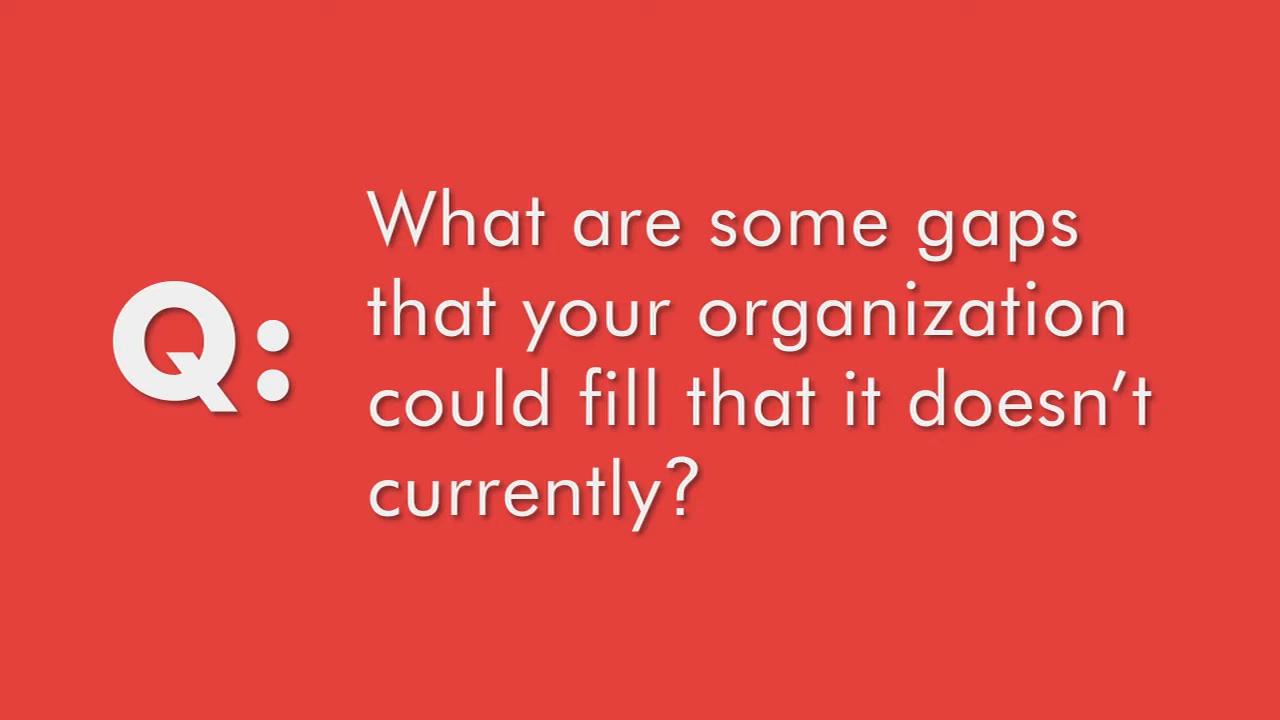 Q:
What are some gaps
that your organization
could fill that it doesn’t
currently?